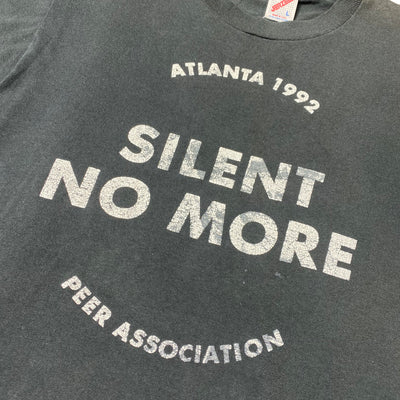 ATLANTA 1992
SILENT
NO MORE
PEER ASSOCIATION